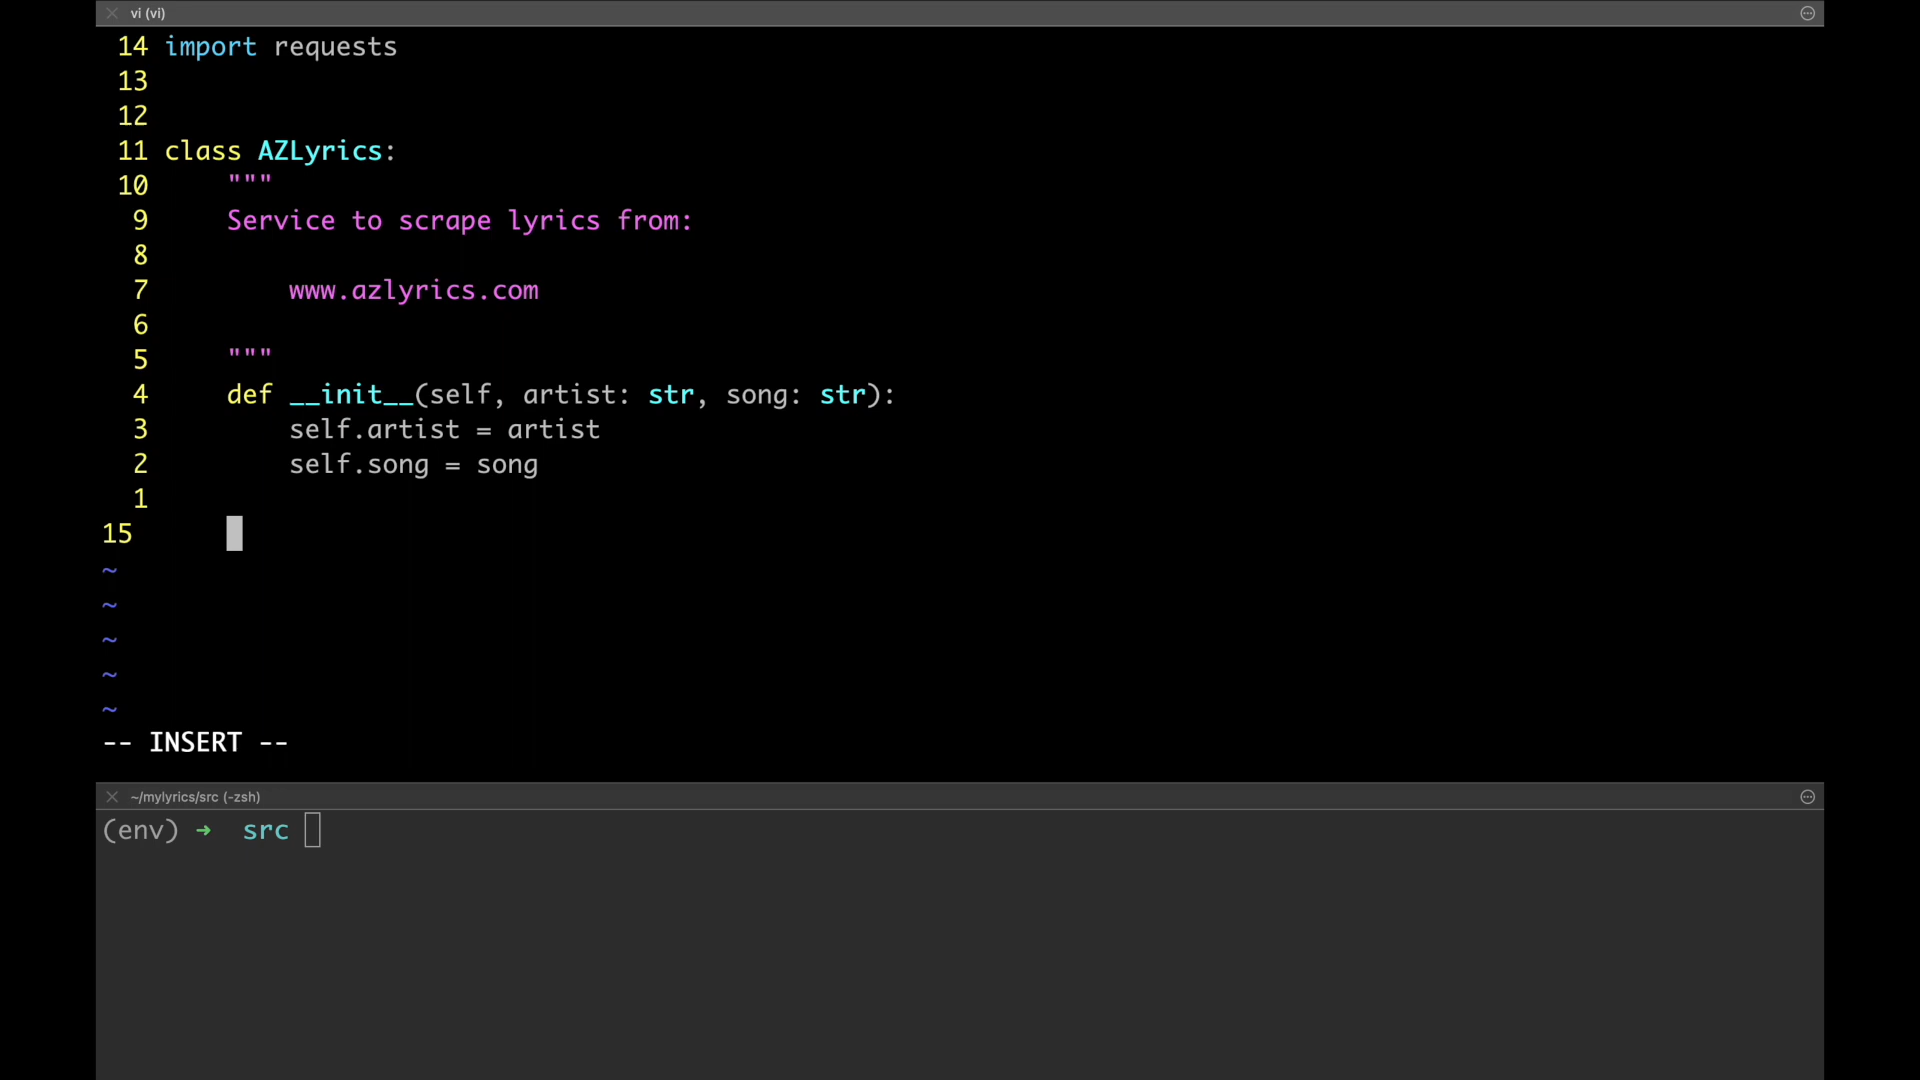 vi (vi)
14 import requests
13
12
11 class AZLyrics:
10     """
9     Service to scrape lyrics from:
8
7         www.azlyrics.com
6
5     """
4     def __init__(self, artist: str, song: str):
3         self.artist = artist
2         self.song = song
1
15
~
~
~
~
~
-- INSERT --
~/mylyrics/src (-zsh)
(env) ➜  src